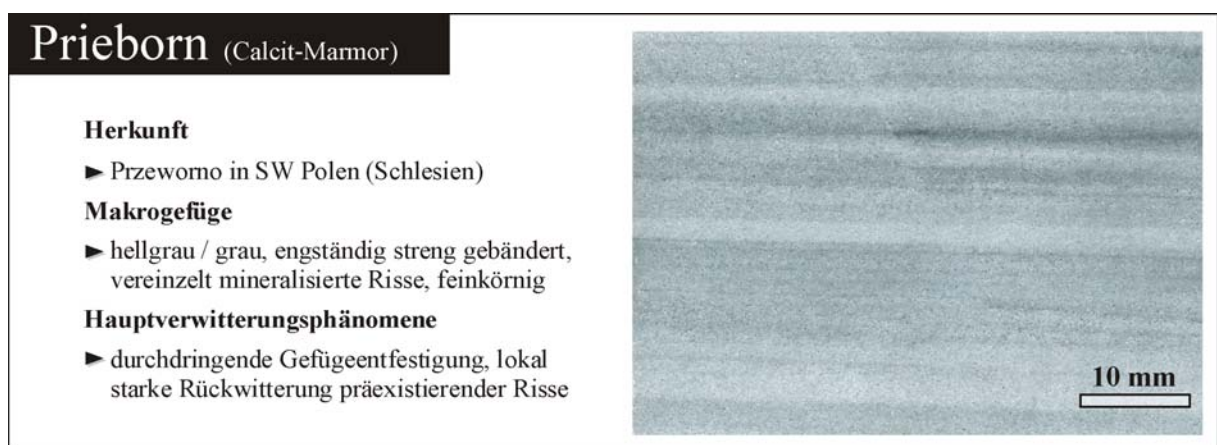 Prieborn (Calcit-Marmor)
Herkunft
► Przeworno in SW Polen (Schlesien)
Makrogefüge
► hellgrau / grau, engständig streng gebändert,
vereinzelt mineralisierte Risse, feinkörnig
Hauptverwitterungsphänomene
► durchdringende Gefügeentfestigung, lokal
starke Rückwitterung präexistierender Risse
10 mm